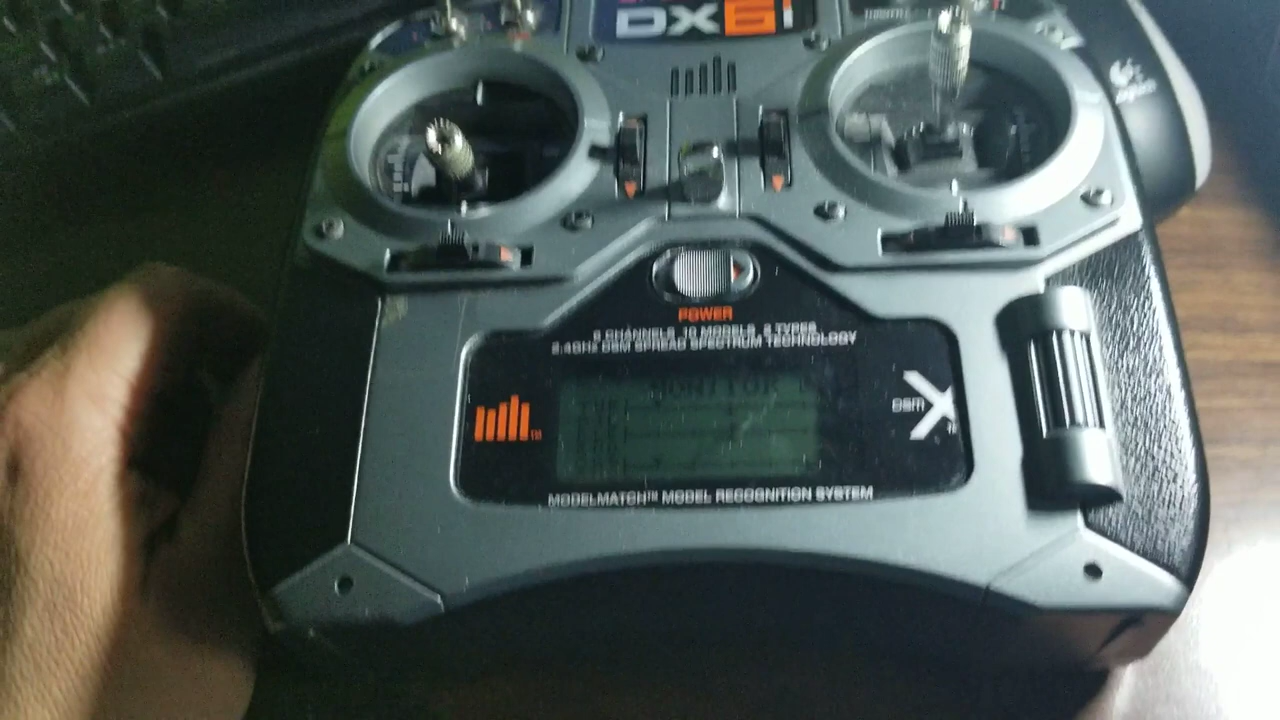 DX6i
POWER
6 CHANNELS 10 MODELS 2 TYPES
2.4GHz DSM SPREAD SPECTRUM TECHNOLOGY
MONITOR
DSM X
MODELMATCH™ MODEL RECOGNITION SYSTEM